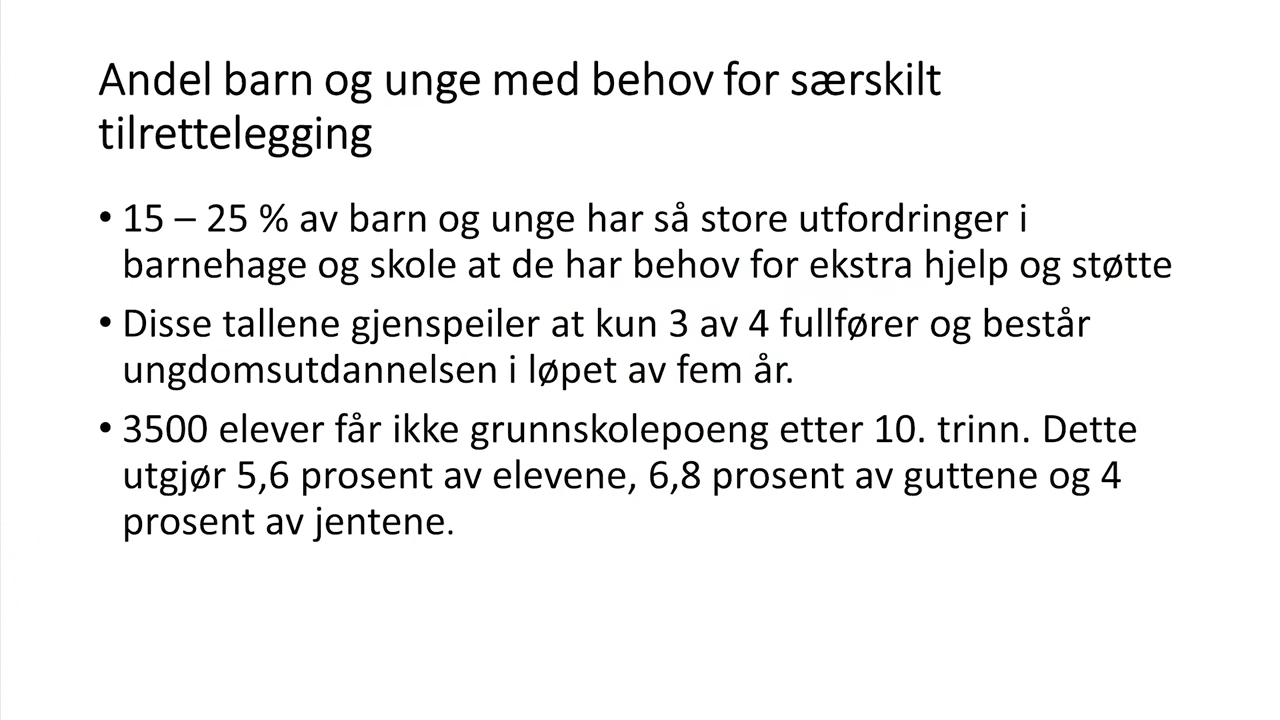 Andel barn og unge med behov for særskilt
tilrettelegging
• 15 – 25 % av barn og unge har så store utfordringer i
barnehage og skole at de har behov for ekstra hjelp og støtte
• Disse tallene gjenspeiler at kun 3 av 4 fullfører og består
ungdomsutdannelsen i løpet av fem år.
• 3500 elever får ikke grunnskolepoeng etter 10. trinn. Dette
utgjør 5,6 prosent av elevene, 6,8 prosent av guttene og 4
prosent av jentene.